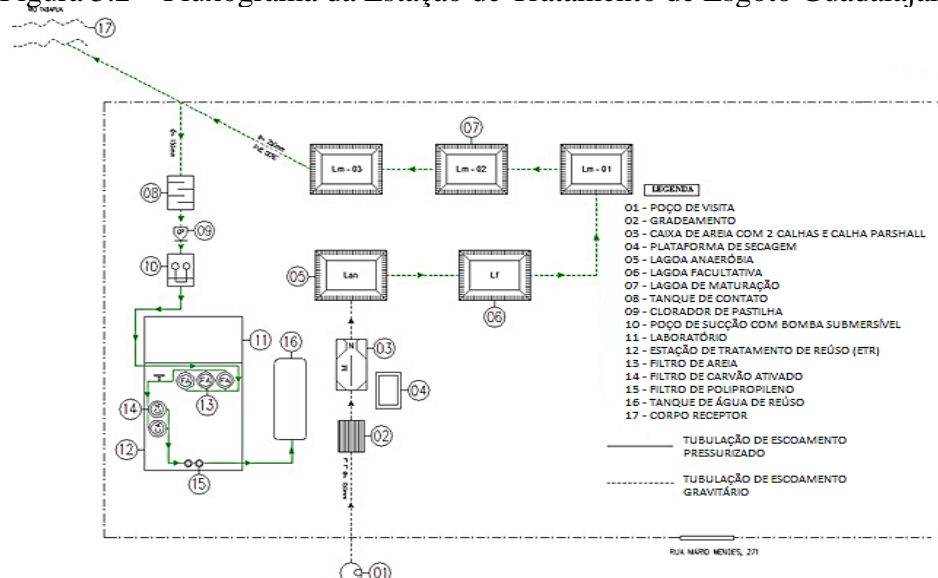 Figura 3.2 – Fluxograma da Estação de Tratamento de Esgoto Guadalajar
17
07
Lm - 03
Lm - 02
Lm - 01
08
09
10
Lan
Lf
05
06
11
16
03
04
13
14
12
15
02
01
LEGENDA
01 - POÇO DE VISITA
02 - GRADEAMENTO
03 - CAIXA DE AREIA COM 2 CALHAS E CALHA PARSHALL
04 - PLATAFORMA DE SECAGEM
05 - LAGOA ANAERÓBIA
06 - LAGOA FACULTATIVA
07 - LAGOA DE MATURAÇÃO
08 - TANQUE DE CONTATO
09 - CLORADOR DE PASTILHA
10 - POÇO DE SUCÇÃO COM BOMBA SUBMERSÍVEL
11 - LABORATÓRIO
12 - ESTAÇÃO DE TRATAMENTO DE REÚSO (ETR)
13 - FILTRO DE AREIA
14 - FILTRO DE CARVÃO ATIVADO
15 - FILTRO DE POLIPROPILENO
16 - TANQUE DE ÁGUA DE REÚSO
17 - CORPO RECEPTOR
TUBULAÇÃO DE ESCOAMENTO
PRESSURIZADO
TUBULAÇÃO DE ESCOAMENTO
GRAVITÁRIO
RUA MÁRIO MENDES, 271